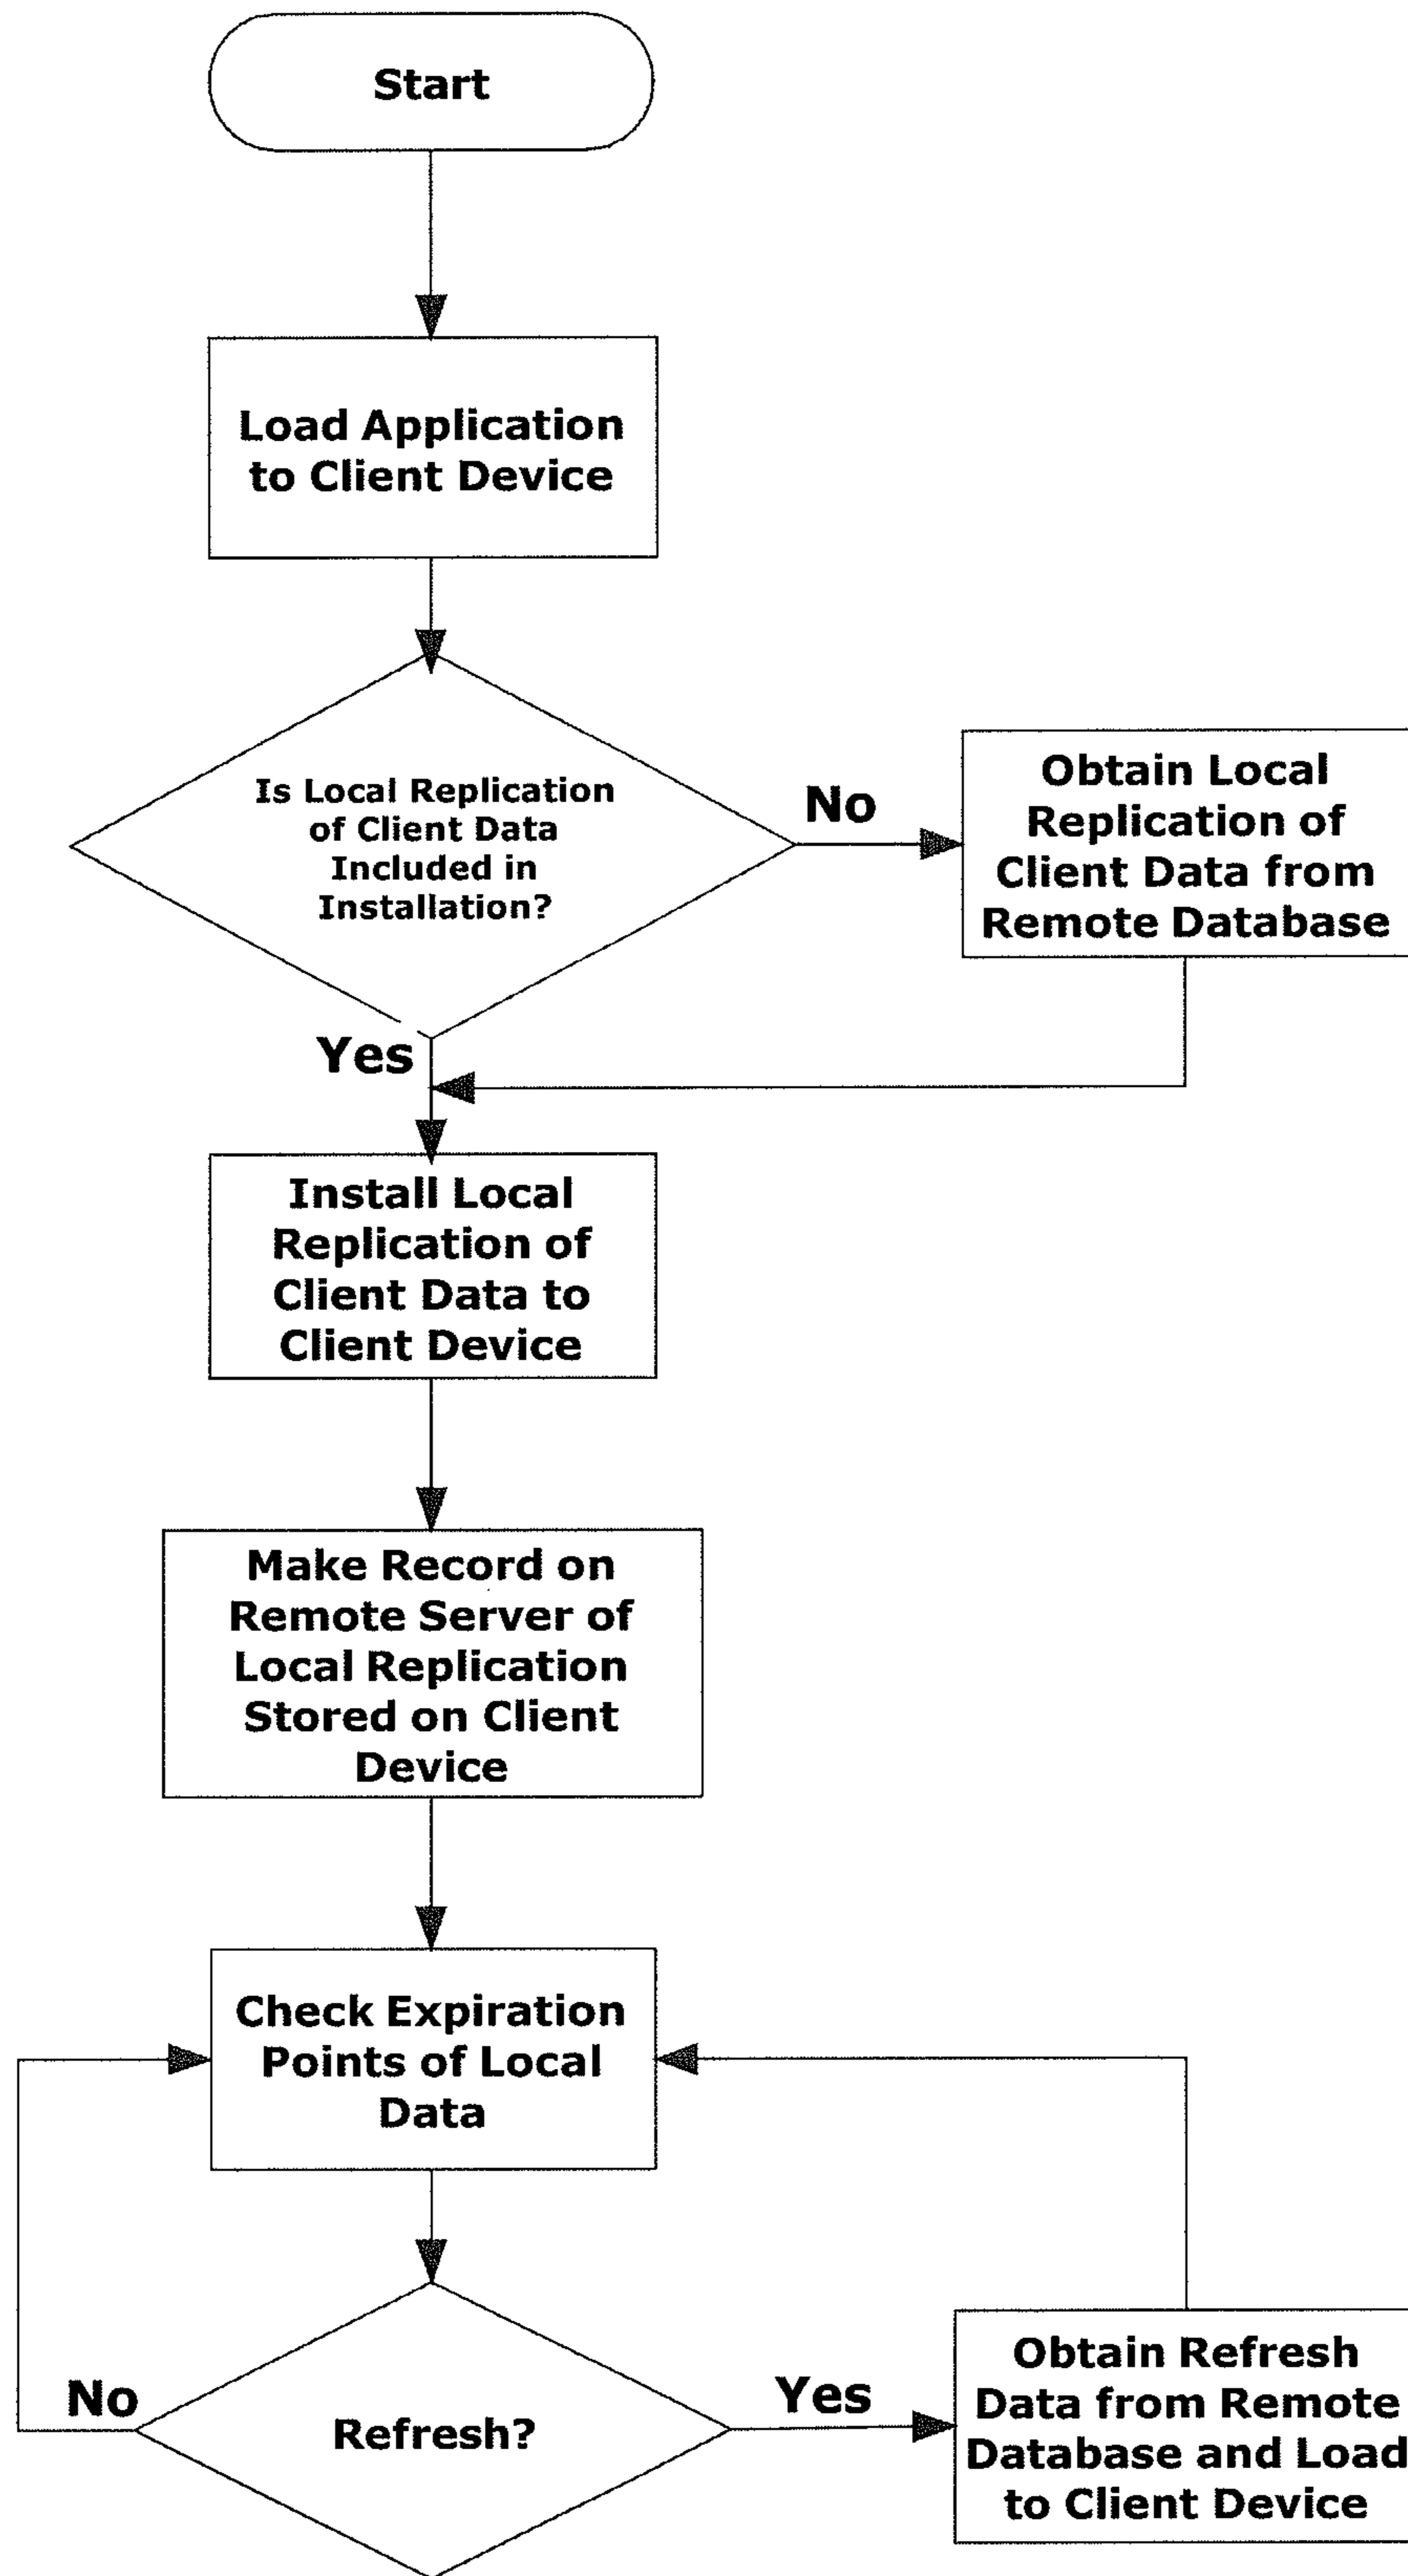 Start
Load Application
to Client Device
Is Local Replication
of Client Data
Included in
Installation?
No
Obtain Local
Replication of
Client Data from
Remote Database
Yes
Install Local
Replication of
Client Data to
Client Device
Make Record on
Remote Server of
Local Replication
Stored on Client
Device
Check Expiration
Points of Local
Data
No
Refresh?
Yes
Obtain Refresh
Data from Remote
Database and Load
to Client Device